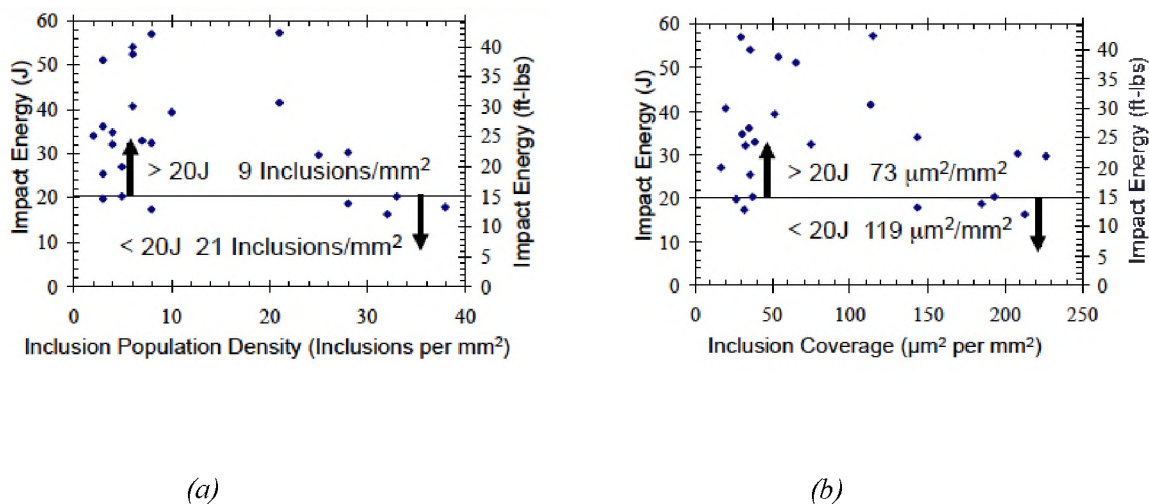 60
50
40
30
20
10
0
Impact Energy (J)
> 20J 9 Inclusions/mm²
< 20J 21 Inclusions/mm²
40
35
30
25
20
15
10
5
0
Impact Energy (ft-lbs)
0 10 20 30 40
Inclusion Population Density (Inclusions per mm²)
(a)
60
50
40
30
20
10
0
Impact Energy (J)
> 20J 73 μm²/mm²
< 20J 119 μm²/mm²
40
35
30
25
20
15
10
5
0
Impact Energy (ft-lbs)
0 50 100 150 200 250
Inclusion Coverage (μm² per mm²)
(b)